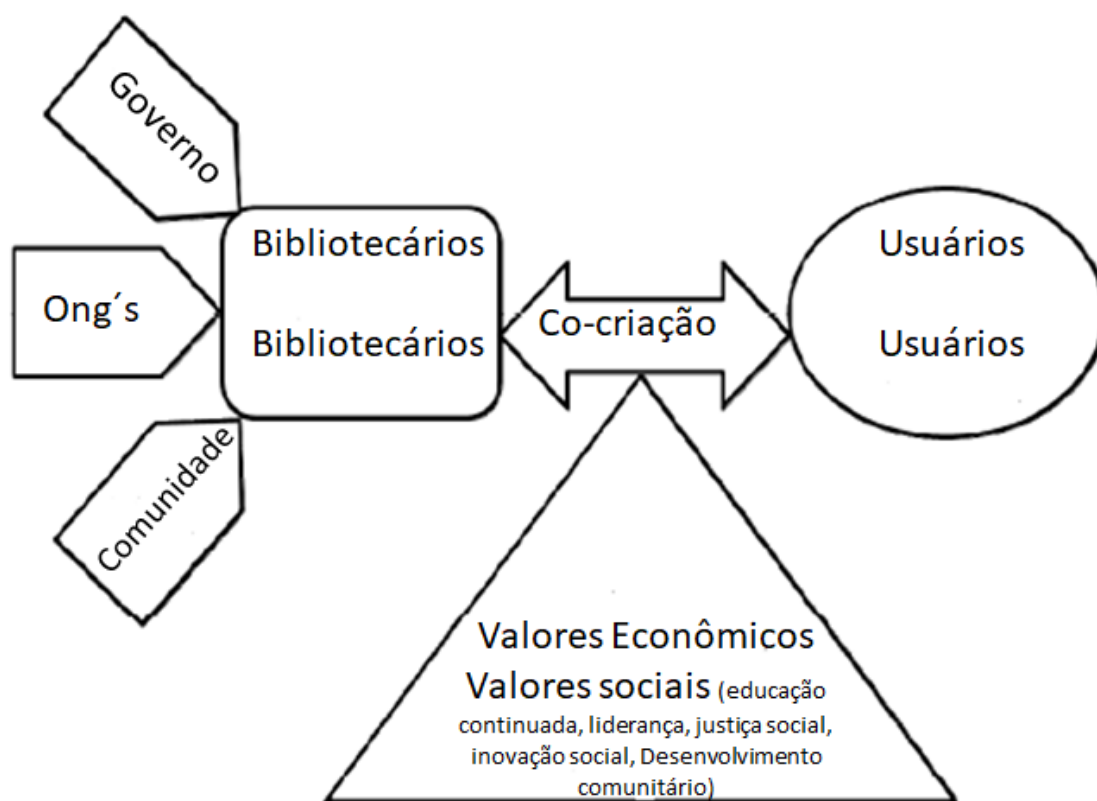 Governo
Ong´s
Comunidade
Bibliotecários
Bibliotecários
Co-criação
Usuários
Usuários
Valores Econômicos
Valores sociais (educação
continuada, liderança, justiça social,
inovação social, Desenvolvimento
comunitário)